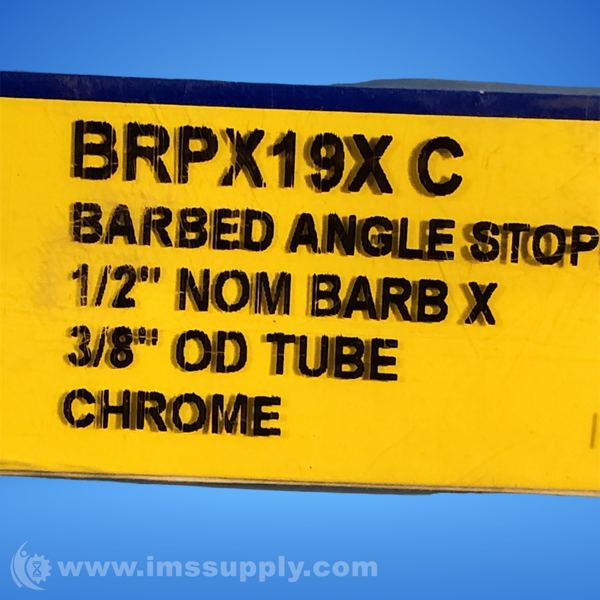 BRPX19X C
BARBED ANGLE STOP
1/2" NOM BARB X
3/8" OD TUBE
CHROME
www.imssupply.com